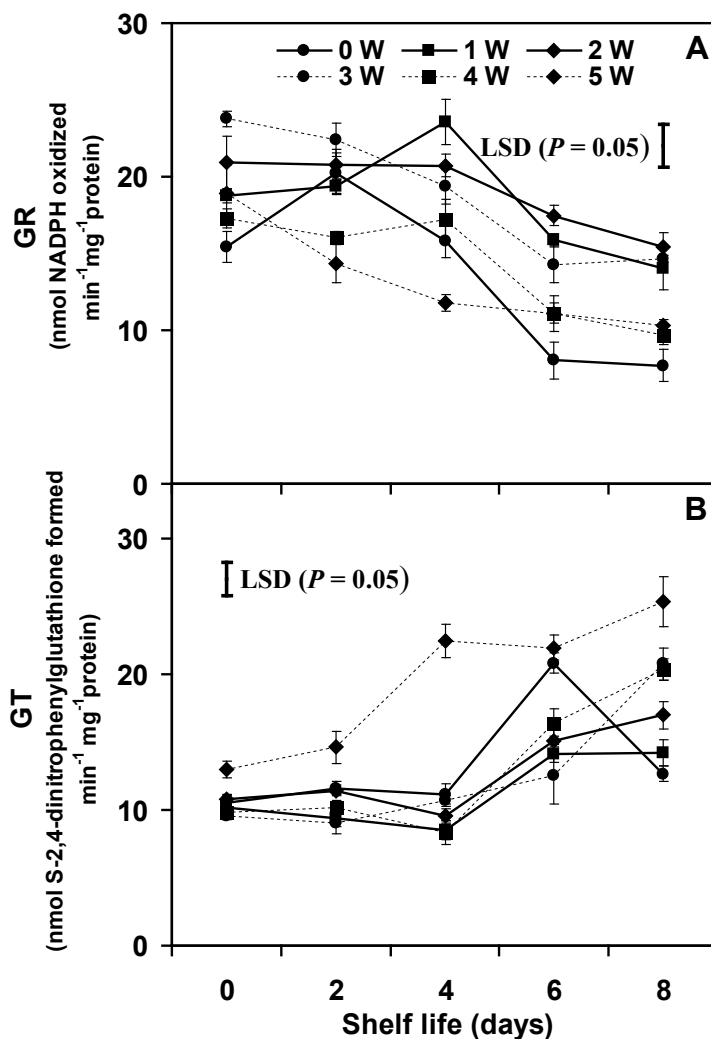 30
A
0 W 1 W 2 W
3 W 4 W 5 W
LSD (P = 0.05)
20
GR
(nmol NADPH oxidized
min⁻¹mg⁻¹protein)
10
0
B
30
LSD (P = 0.05)
20
GT
(nmol S-2,4-dinitrophenylglutathione formed
min⁻¹ mg⁻¹protein)
10
0
0 2 4 6 8
Shelf life (days)